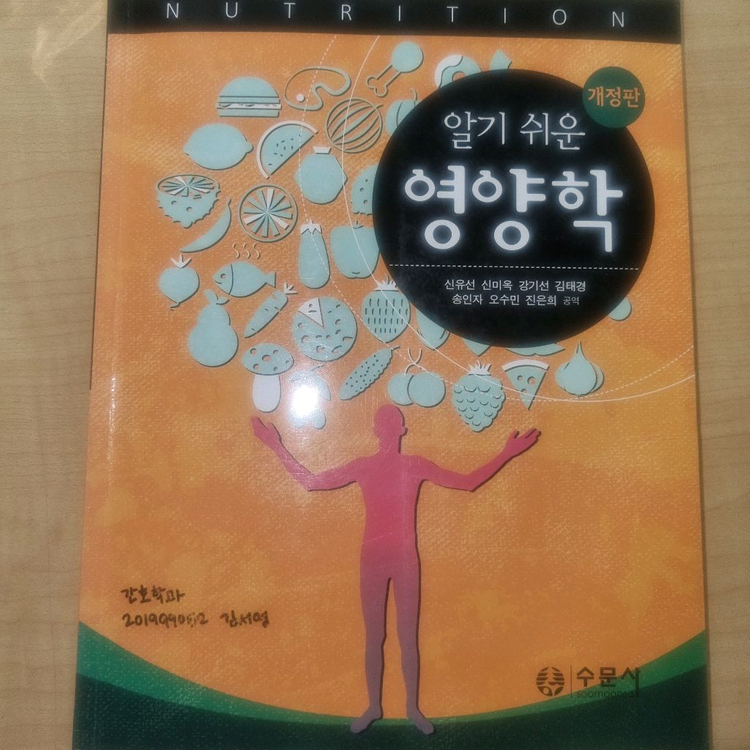 NUTRITION
개정판
알기 쉬운
영양학
신유선 신미옥 강기선 김태경
송인자 오수민 진은희 공역
간호학과
김서영
수문사